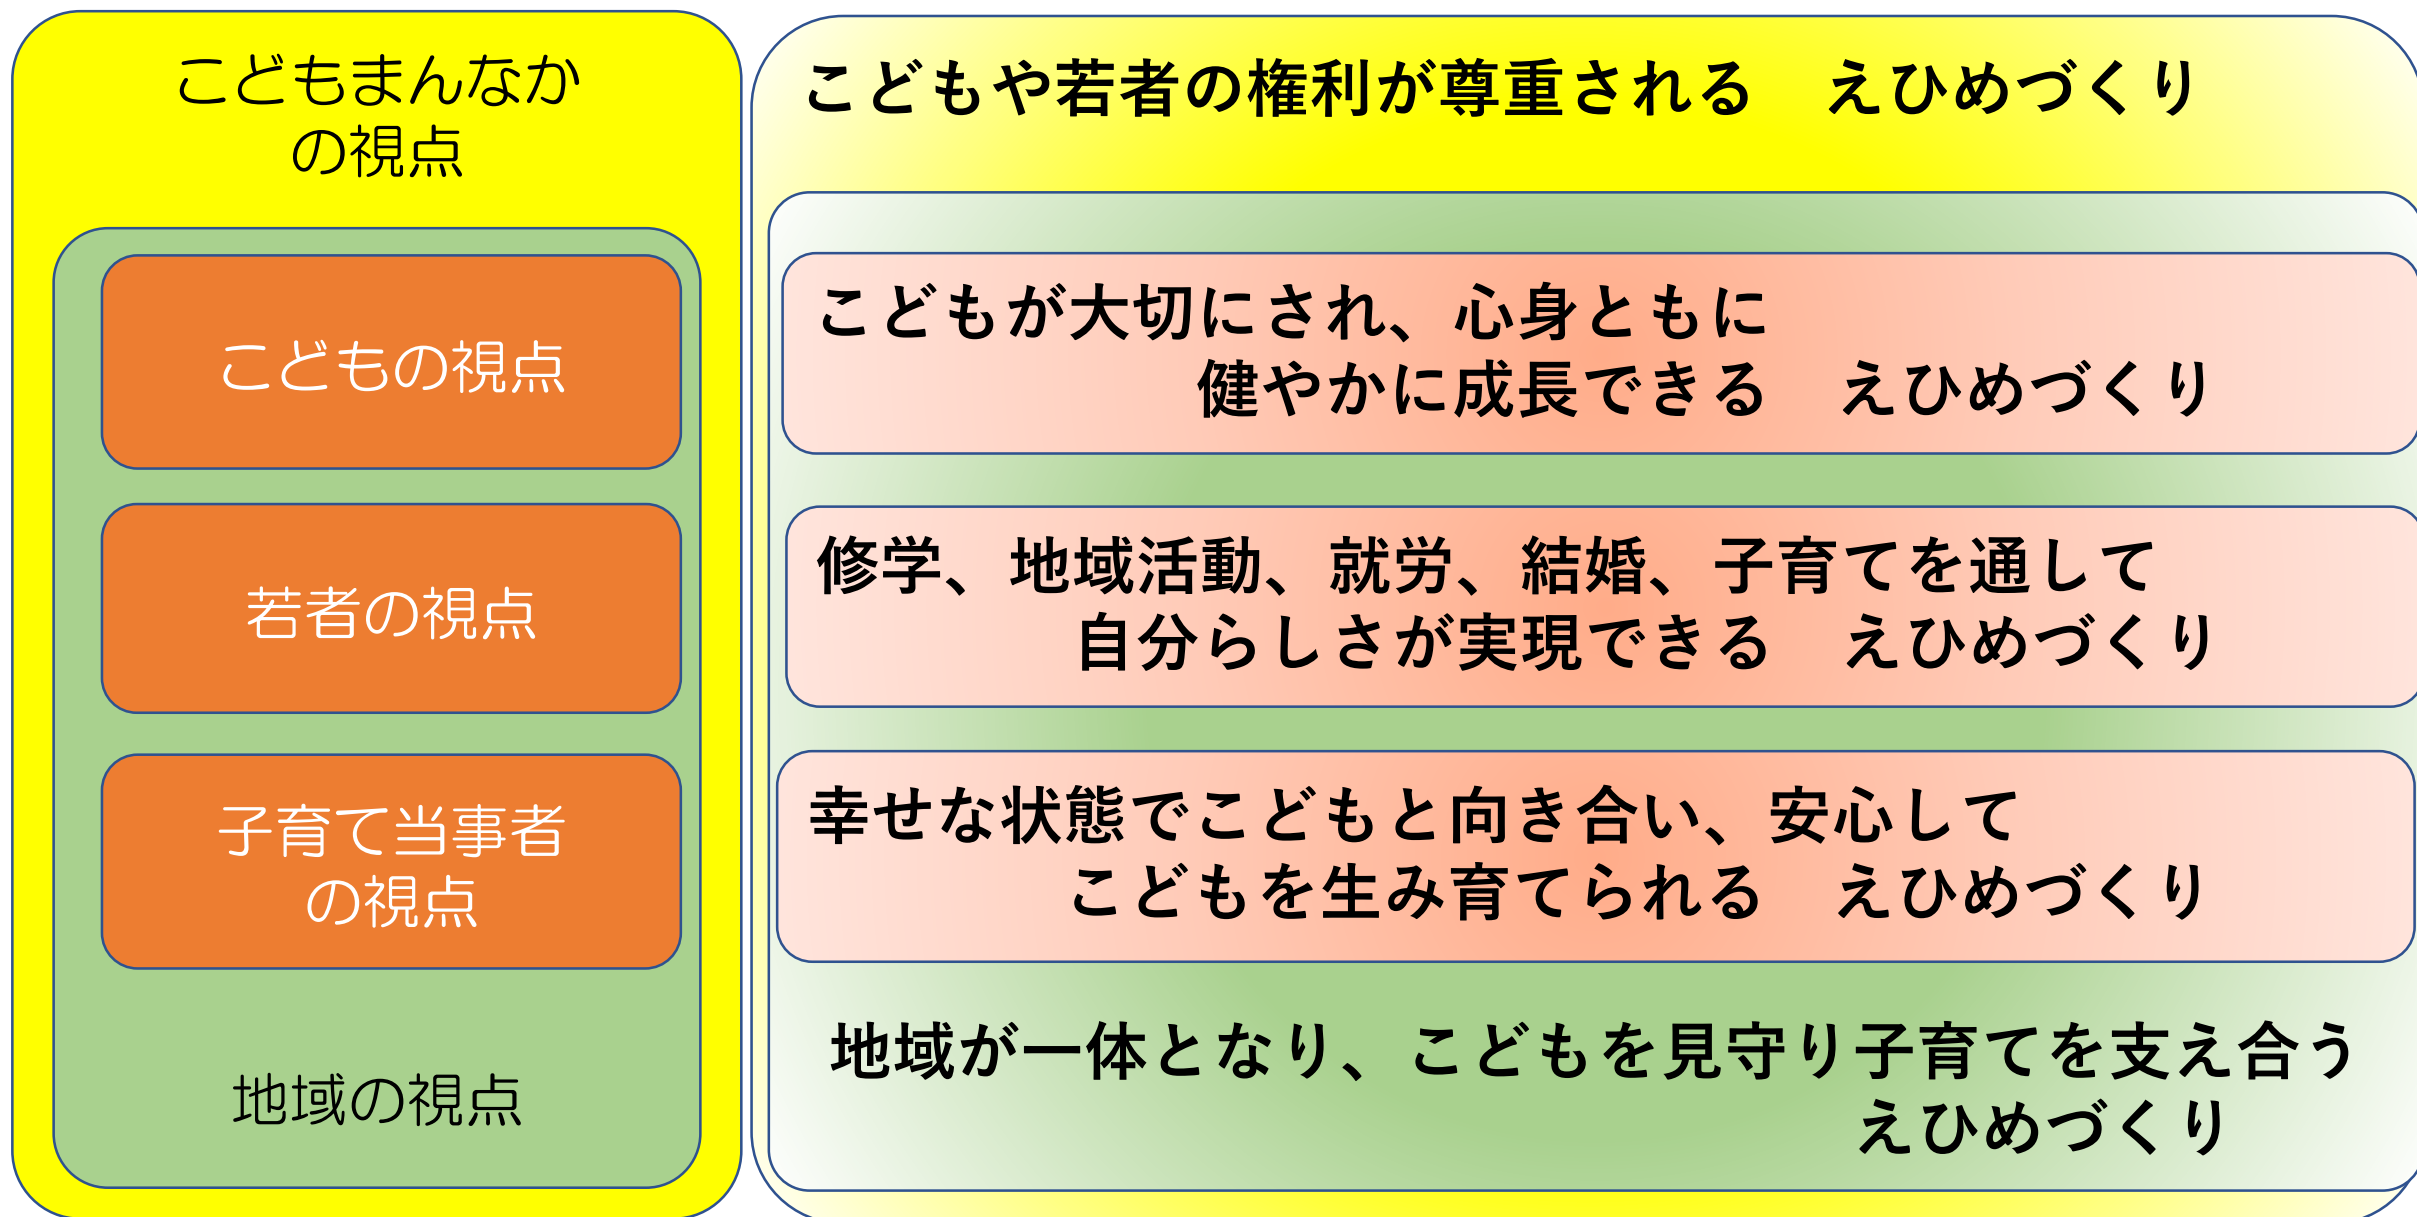 こどもまんなか
の視点
こどもや若者の権利が尊重される　えひめづくり
こどもの視点
こどもが大切にされ、心身ともに
健やかに成長できる　えひめづくり
若者の視点
修学、地域活動、就労、結婚、子育てを通して
自分らしさが実現できる　えひめづくり
子育て当事者
の視点
幸せな状態でこどもと向き合い、安心して
こどもを生み育てられる　えひめづくり
地域の視点
地域が一体となり、こどもを見守り子育てを支え合う
えひめづくり